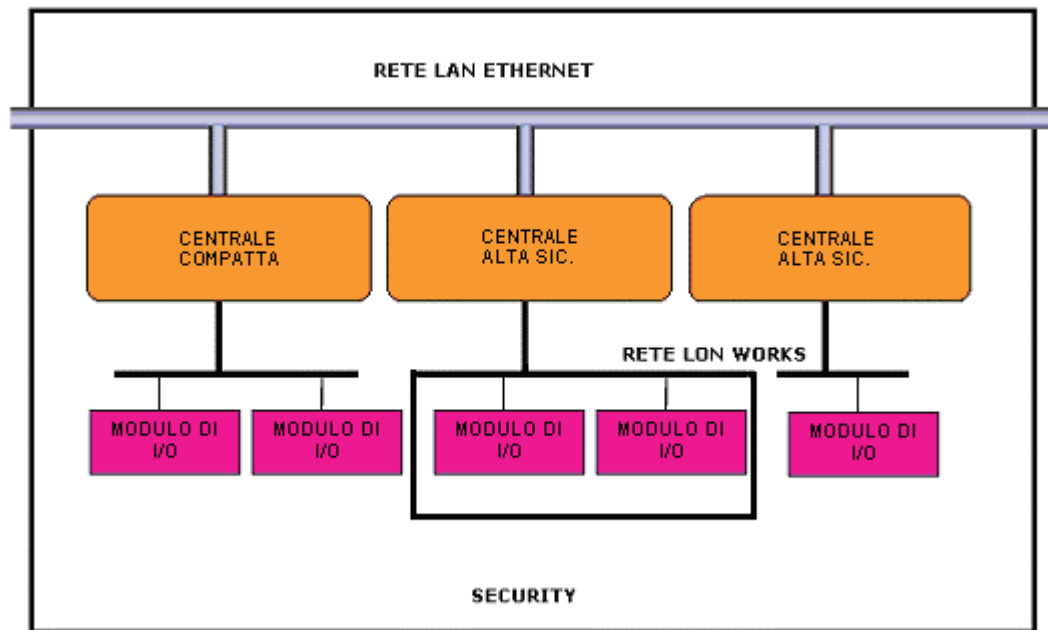 RETE LAN ETHERNET
CENTRALE
COMPATTA
CENTRALE
ALTA SIC.
CENTRALE
ALTA SIC.
RETE LON WORKS
MODULO DI
I/O
MODULO DI
I/O
MODULO DI
I/O
MODULO DI
I/O
MODULO DI
I/O
SECURITY